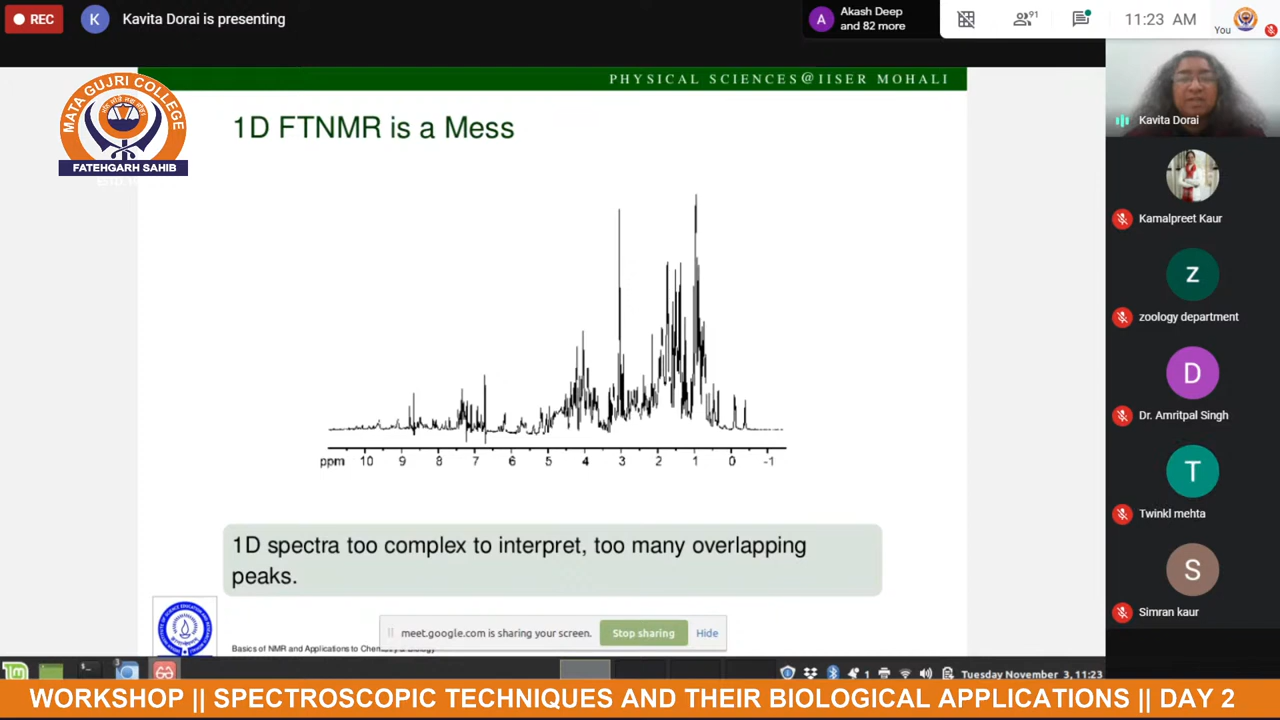 REC
K
Kavita Dorai is presenting
A
Akash Deep
and 82 more
91
11:23 AM
You
PHYSICAL SCIENCES@IISER MOHALI
MATA GUJRI COLLEGE
FATEHGARH SAHIB
1D FTNMR is a Mess
Kavita Dorai
Kamalpreet Kaur
z
zoology department
D
Dr. Amritpal Singh
T
Twinkl mehta
S
Simran kaur
ppm 10 9 8 7 6 5 4 3 2 1 0 -1
1D spectra too complex to interpret, too many overlapping
peaks.
meet.google.com is sharing your screen. Stop sharing Hide
Basics of NMR and Applications to Chemistry & Biology
3
1
Tuesday November 3, 11:23
WORKSHOP || SPECTROSCOPIC TECHNIQUES AND THEIR BIOLOGICAL APPLICATIONS || DAY 2